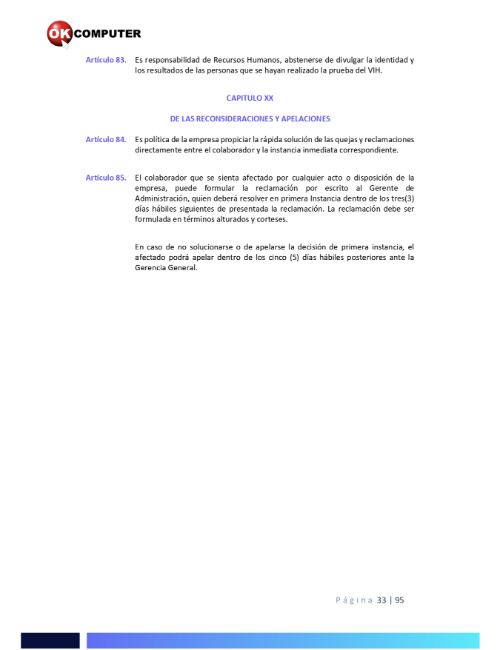 OK COMPUTER
Artículo 83. Es responsabilidad de Recursos Humanos, abstenerse de divulgar la identidad y
los resultados de las personas que se hayan realizado la prueba del VIH.
CAPITULO XX
DE LAS RECONSIDERACIONES Y APELACIONES
Artículo 84. Es política de la empresa propiciar la rápida solución de las quejas y reclamaciones
directamente entre el colaborador y la instancia inmediata correspondiente.
Artículo 85. El colaborador que se sienta afectado por cualquier acto o disposición de la
empresa, puede formular la reclamación por escrito al Gerente de
Administración, quien deberá resolver en primera Instancia dentro de los tres(3)
días hábiles siguientes de presentada la reclamación. La reclamación debe ser
formulada en términos alturados y corteses.
En caso de no solucionarse o de apelarse la decisión de primera instancia, el
afectado podrá apelar dentro de los cinco (5) días hábiles posteriores ante la
Gerencia General.
Página 33 | 95